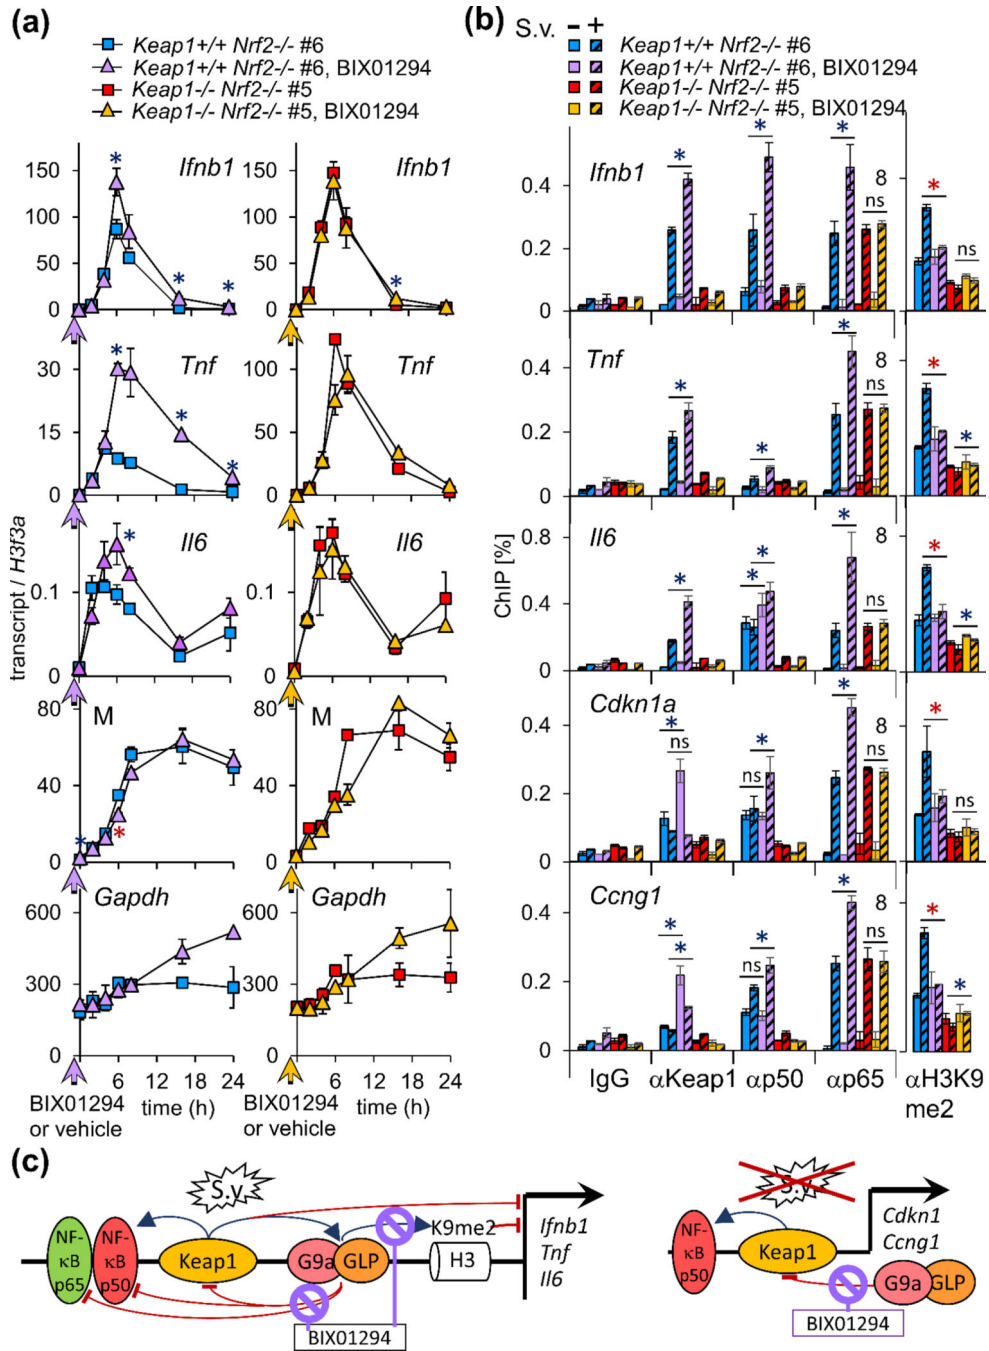 (a)
Keap1+/+ Nrf2-/- #6
Keap1+/+ Nrf2-/- #6, BIX01294
Keap1-/- Nrf2-/- #5
Keap1-/- Nrf2-/- #5, BIX01294
transcript / H3f3a
150
100
50
0
*
*
*
Ifnb1
150
100
50
0
*
Ifnb1
30
15
0
*
*
*
Tnf
100
50
0
Tnf
0.1
0
*
Il6
0.1
0
Il6
80
40
0
M
*
*
80
40
0
600
300
0
Gapdh
600
300
0
Gapdh
6 12 18 24
6 12 18 24
BIX01294
or vehicle
time (h)
BIX01294
or vehicle
time (h)
(b)
S.v. - +
Keap1+/+ Nrf2-/- #6
Keap1+/+ Nrf2-/- #6, BIX01294
Keap1-/- Nrf2-/- #5
Keap1-/- Nrf2-/- #5, BIX01294
ChIP [%]
Ifnb1
0.4
0.2
0
* * * ns
8
* ns
Tnf
0.4
0.2
0
* * * ns
8
* *
Il6
0.8
0.4
0
* * * * ns
8
* *
Cdkn1a
0.4
0.2
0
* ns ns * * ns
8
* ns
Ccng1
0.4
0.2
0
* * ns * * ns
8
* *
IgG αKeap1 αp50 αp65 αH3K9
me2
(c)
S.v
NF-
κB
p65
NF-
κB
p50
Keap1
G9a
GLP
K9me2
H3
BIX01294
Ifnb1
Tnf
Il6
S.v
NF-
κB
p50
Keap1
Cdkn1
Ccng1
G9a
GLP
BIX01294